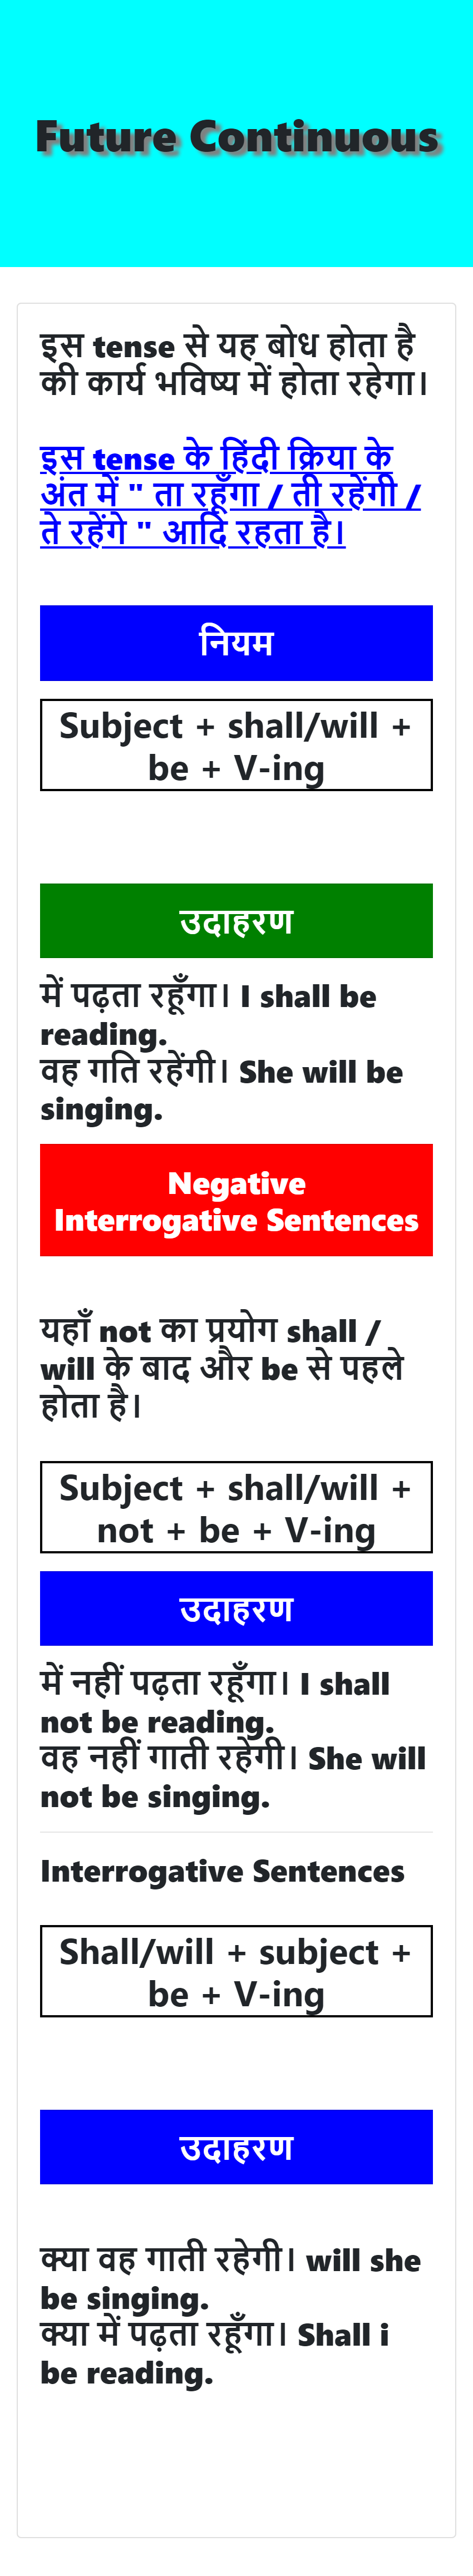 Future Continuous
इस tense से यह बोध होता है
की कार्य भविष्य में होता रहेगा।
इस tense के हिंदी क्रिया के
अंत में " ता रहूँगा / ती रहेंगी /
ते रहेंगे " आदि रहता है।
नियम
Subject + shall/will +
be + V-ing
उदाहरण
में पढ़ता रहूँगा। I shall be
reading.
वह गति रहेंगी। She will be
singing.
Negative
Interrogative Sentences
यहाँ not का प्रयोग shall /
will के बाद और be से पहले
होता है।
Subject + shall/will +
not + be + V-ing
उदाहरण
में नहीं पढ़ता रहूँगा। I shall
not be reading.
वह नहीं गाती रहेगी। She will
not be singing.
Interrogative Sentences
Shall/will + subject +
be + V-ing
उदाहरण
क्या वह गाती रहेगी। will she
be singing.
क्या में पढ़ता रहूँगा। Shall i
be reading.